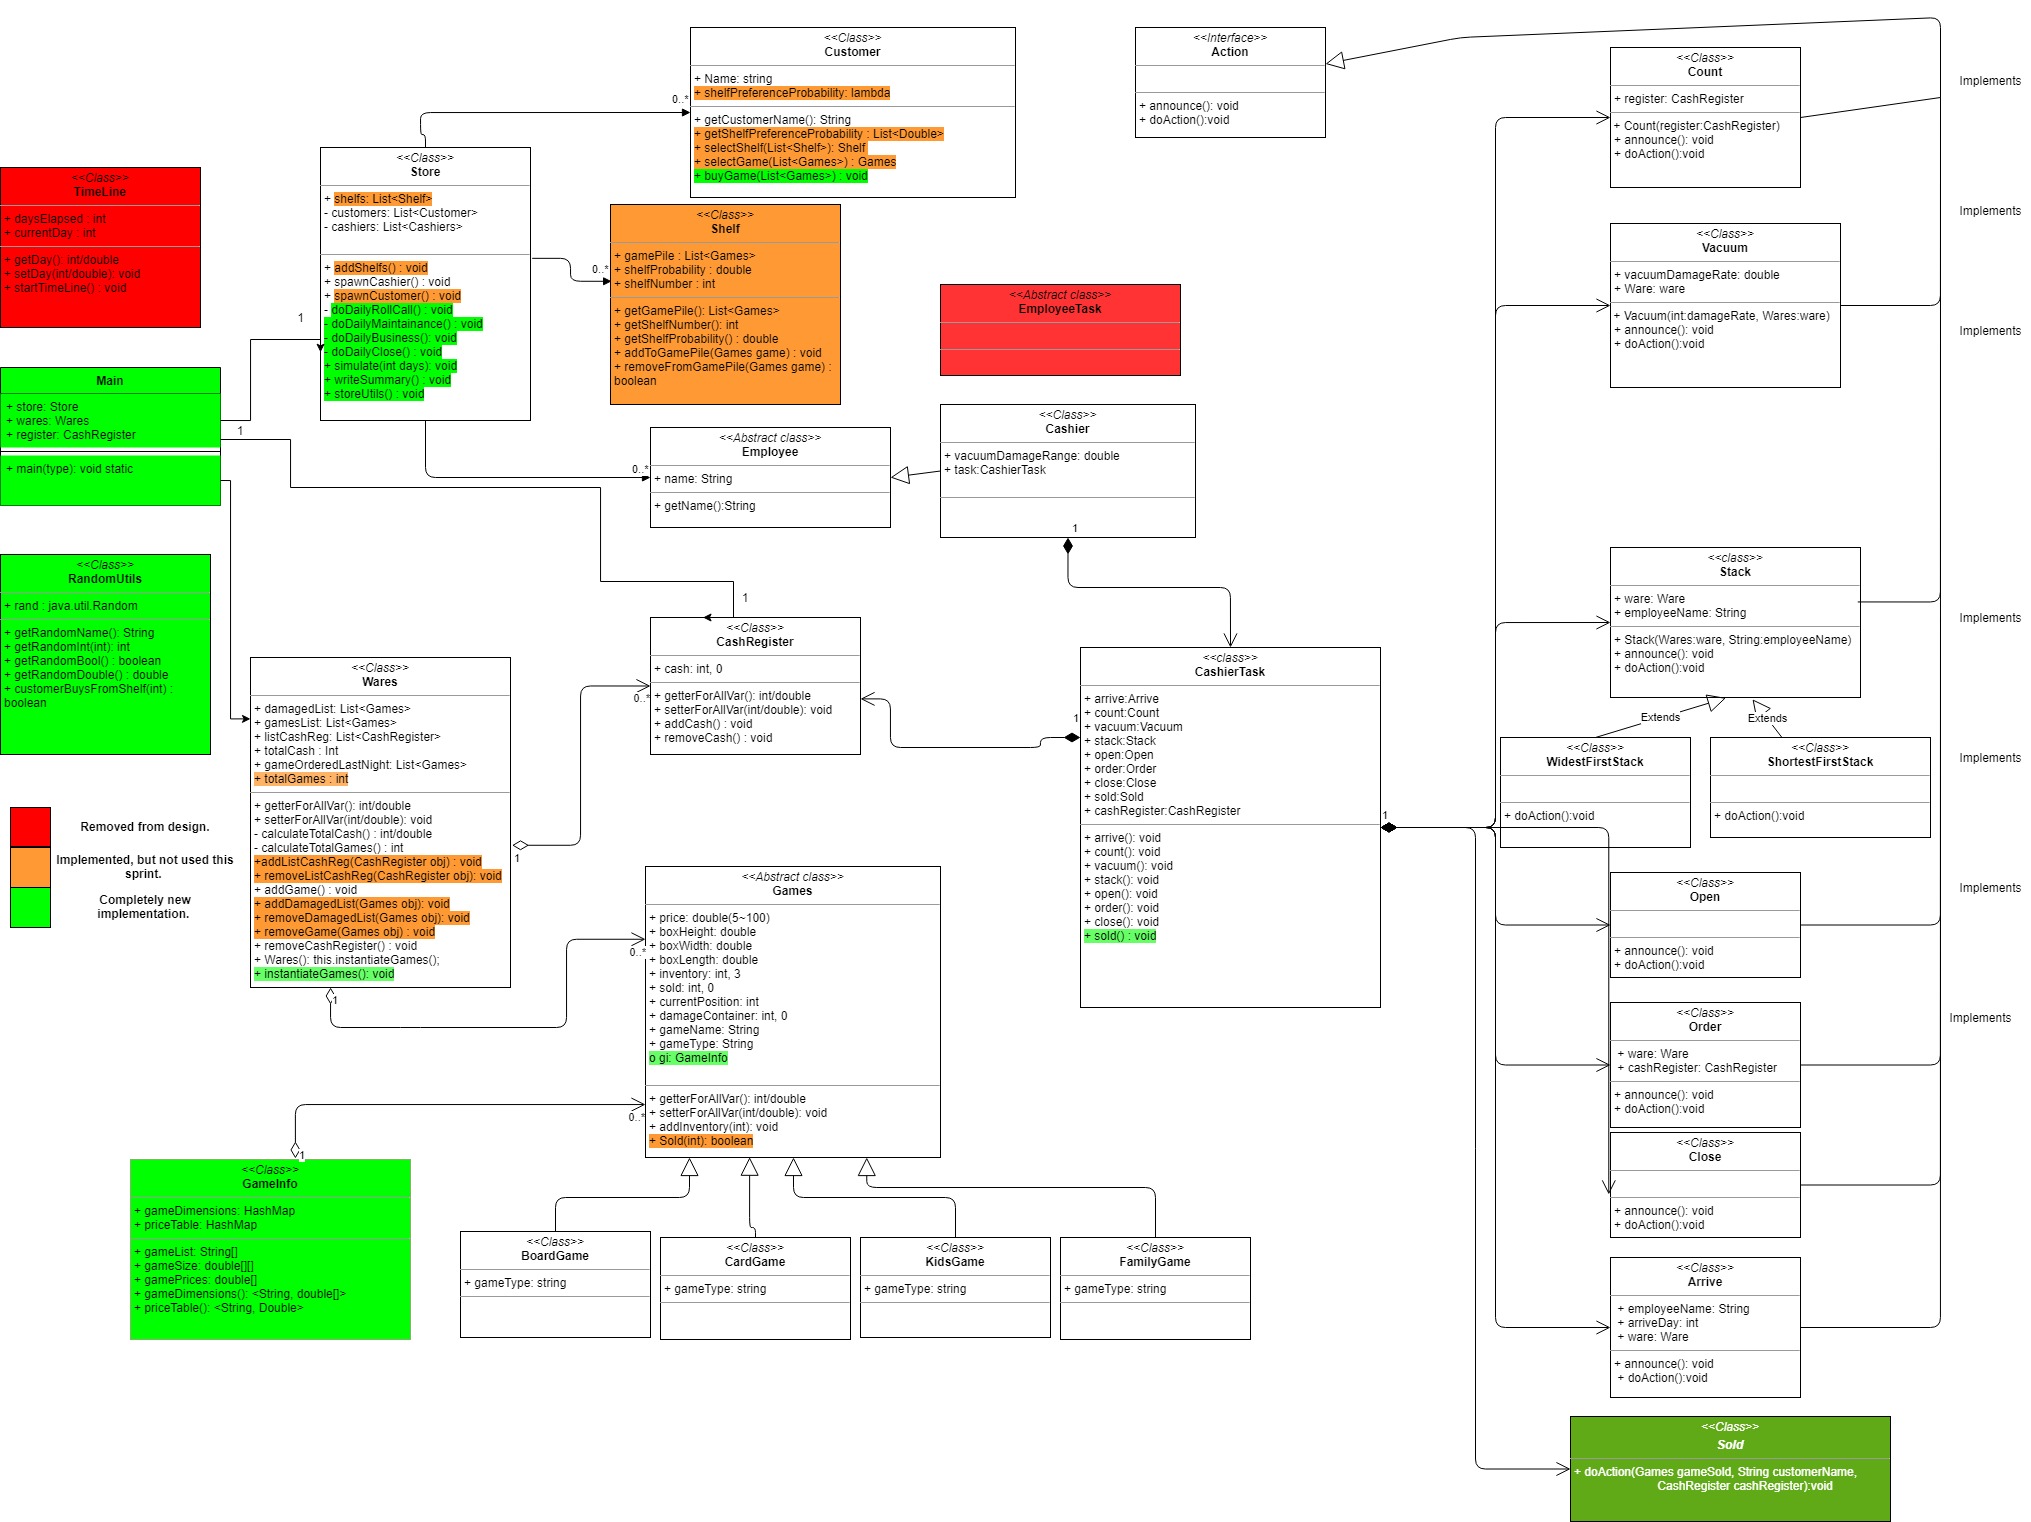 <<Class>>
Customer
+ Name: string
+ shelfPreferenceProbability: lambda
+ getCustomerName(): String
+ getShelfPreferenceProbability : List<Double>
+ selectShelf(List<Shelf>): Shelf
+ selectGame(List<Games>) : Games
+ buyGame(List<Games>) : void
<<Interface>>
Action
+ announce(): void
+ doAction():void
<<Class>>
Count
+ register: CashRegister
+ Count(register:CashRegister)
+ announce(): void
+ doAction():void
Implements
<<Class>>
TimeLine
+ daysElapsed : int
+ currentDay : int
+ getDay(): int/double
+ setDay(int/double): void
+ startTimeLine() : void
<<Class>>
Store
+ shelfs: List<Shelf>
- customers: List<Customer>
- cashiers: List<Cashiers>
+ addShelfs() : void
+ spawnCashier() : void
+ spawnCustomer() : void
- doDailyRollCall() : void
- doDailyMaintainance() : void
- doDailyBusiness(): void
- doDailyClose() : void
+ simulate(int days): void
+ writeSummary() : void
+ storeUtils() : void
0..*
0..*
0..*
1
1
<<Class>>
Shelf
+ gamePile : List<Games>
+ shelfProbability : double
+ shelfNumber : int
+ getGamePile(): List<Games>
+ getShelfNumber(): int
+ getShelfProbability() : double
+ addToGamePile(Games game) : void
+ removeFromGamePile(Games game) :
boolean
<<Abstract class>>
EmployeeTask
<<Class>>
Vacuum
+ vacuumDamageRate: double
+ Ware: ware
+ Vacuum(int:damageRate, Wares:ware)
+ announce(): void
+ doAction():void
Implements
Implements
Main
+ store: Store
+ wares: Wares
+ register: CashRegister
+ main(type): void static
<<Abstract class>>
Employee
+ name: String
+ getName():String
<<Class>>
Cashier
+ vacuumDamageRange: double
+ task:CashierTask
1
<<Class>>
RandomUtils
+ rand : java.util.Random
+ getRandomName(): String
+ getRandomInt(int): int
+ getRandomBool() : boolean
+ getRandomDouble() : double
+ customerBuysFromShelf(int) :
boolean
<<class>>
Stack
+ ware: Ware
+ employeeName: String
+ Stack(Wares:ware, String:employeeName)
+ announce(): void
+ doAction():void
Implements
Extends
Extends
<<Class>>
WidestFirstStack
+ doAction():void
<<Class>>
ShortestFirstStack
+ doAction():void
Implements
1
<<Class>>
CashRegister
+ cash: int, 0
+ getterForAllVar(): int/double
+ setterForAllVar(int/double): void
+ addCash() : void
+ removeCash() : void
0..*
<<Class>>
Wares
+ damagedList: List<Games>
+ gamesList: List<Games>
+ listCashReg: List<CashRegister>
+ totalCash : Int
+ gameOrderedLastNight: List<Games>
+ totalGames : int
+ getterForAllVar(): int/double
+ setterForAllVar(int/double): void
- calculateTotalCash() : int/double
- calculateTotalGames() : int
+addListCashReg(CashRegister obj) : void
+ removeListCashReg(CashRegister obj): void
+ addGame() : void
+ addDamagedList(Games obj): void
+ removeDamagedList(Games obj): void
+ removeGame(Games obj) : void
+ removeCashRegister() : void
+ Wares(): this.instantiateGames();
+ instantiateGames(): void
1
1
<<class>>
CashierTask
+ arrive:Arrive
+ count:Count
+ vacuum:Vacuum
+ stack:Stack
+ open:Open
+ order:Order
+ close:Close
+ sold:Sold
+ cashRegister:CashRegister
+ arrive(): void
+ count(): void
+ vacuum(): void
+ stack(): void
+ open(): void
+ order(): void
+ close(): void
+ sold() : void
1
1
Removed from design.
Implemented, but not used this
sprint.
Completely new
implementation.
<<Abstract class>>
Games
+ price: double(5~100)
+ boxHeight: double
+ boxWidth: double
+ boxLength: double
+ inventory: int, 3
+ sold: int, 0
+ currentPosition: int
+ damageContainer: int, 0
+ gameName: String
+ gameType: String
o gi: GameInfo
+ getterForAllVar(): int/double
+ setterForAllVar(int/double): void
+ addInventory(int): void
+ Sold(int): boolean
0..*
0..*
<<Class>>
Open
+ announce(): void
+ doAction():void
Implements
<<Class>>
Order
+ ware: Ware
+ cashRegister: CashRegister
+ announce(): void
+ doAction():void
Implements
<<Class>>
Close
+ announce(): void
+ doAction():void
1
<<Class>>
GameInfo
+ gameDimensions: HashMap
+ priceTable: HashMap
+ gameList: String[]
+ gameSize: double[][]
+ gamePrices: double[]
+ gameDimensions(): <String, double[]>
+ priceTable(): <String, Double>
<<Class>>
BoardGame
+ gameType: string
<<Class>>
CardGame
+ gameType: string
<<Class>>
KidsGame
+ gameType: string
<<Class>>
FamilyGame
+ gameType: string
<<Class>>
Arrive
+ employeeName: String
+ arriveDay: int
+ ware: Ware
+ announce(): void
+ doAction():void
<<Class>>
Sold
+ doAction(Games gameSold, String customerName,
CashRegister cashRegister):void